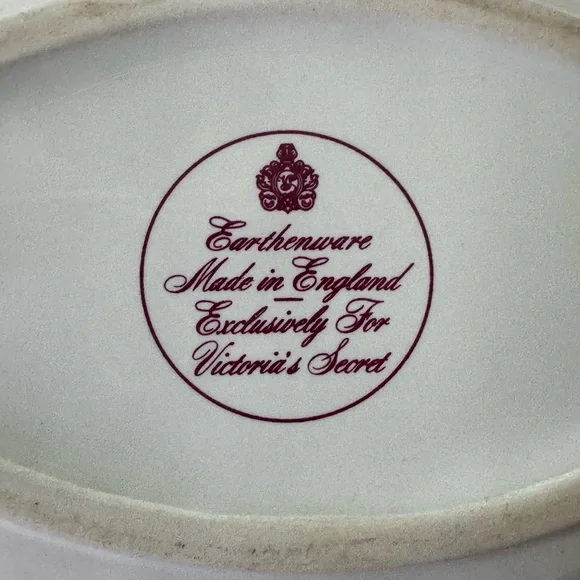 Earthenware
Made in England
Exclusively For
Victoria's Secret